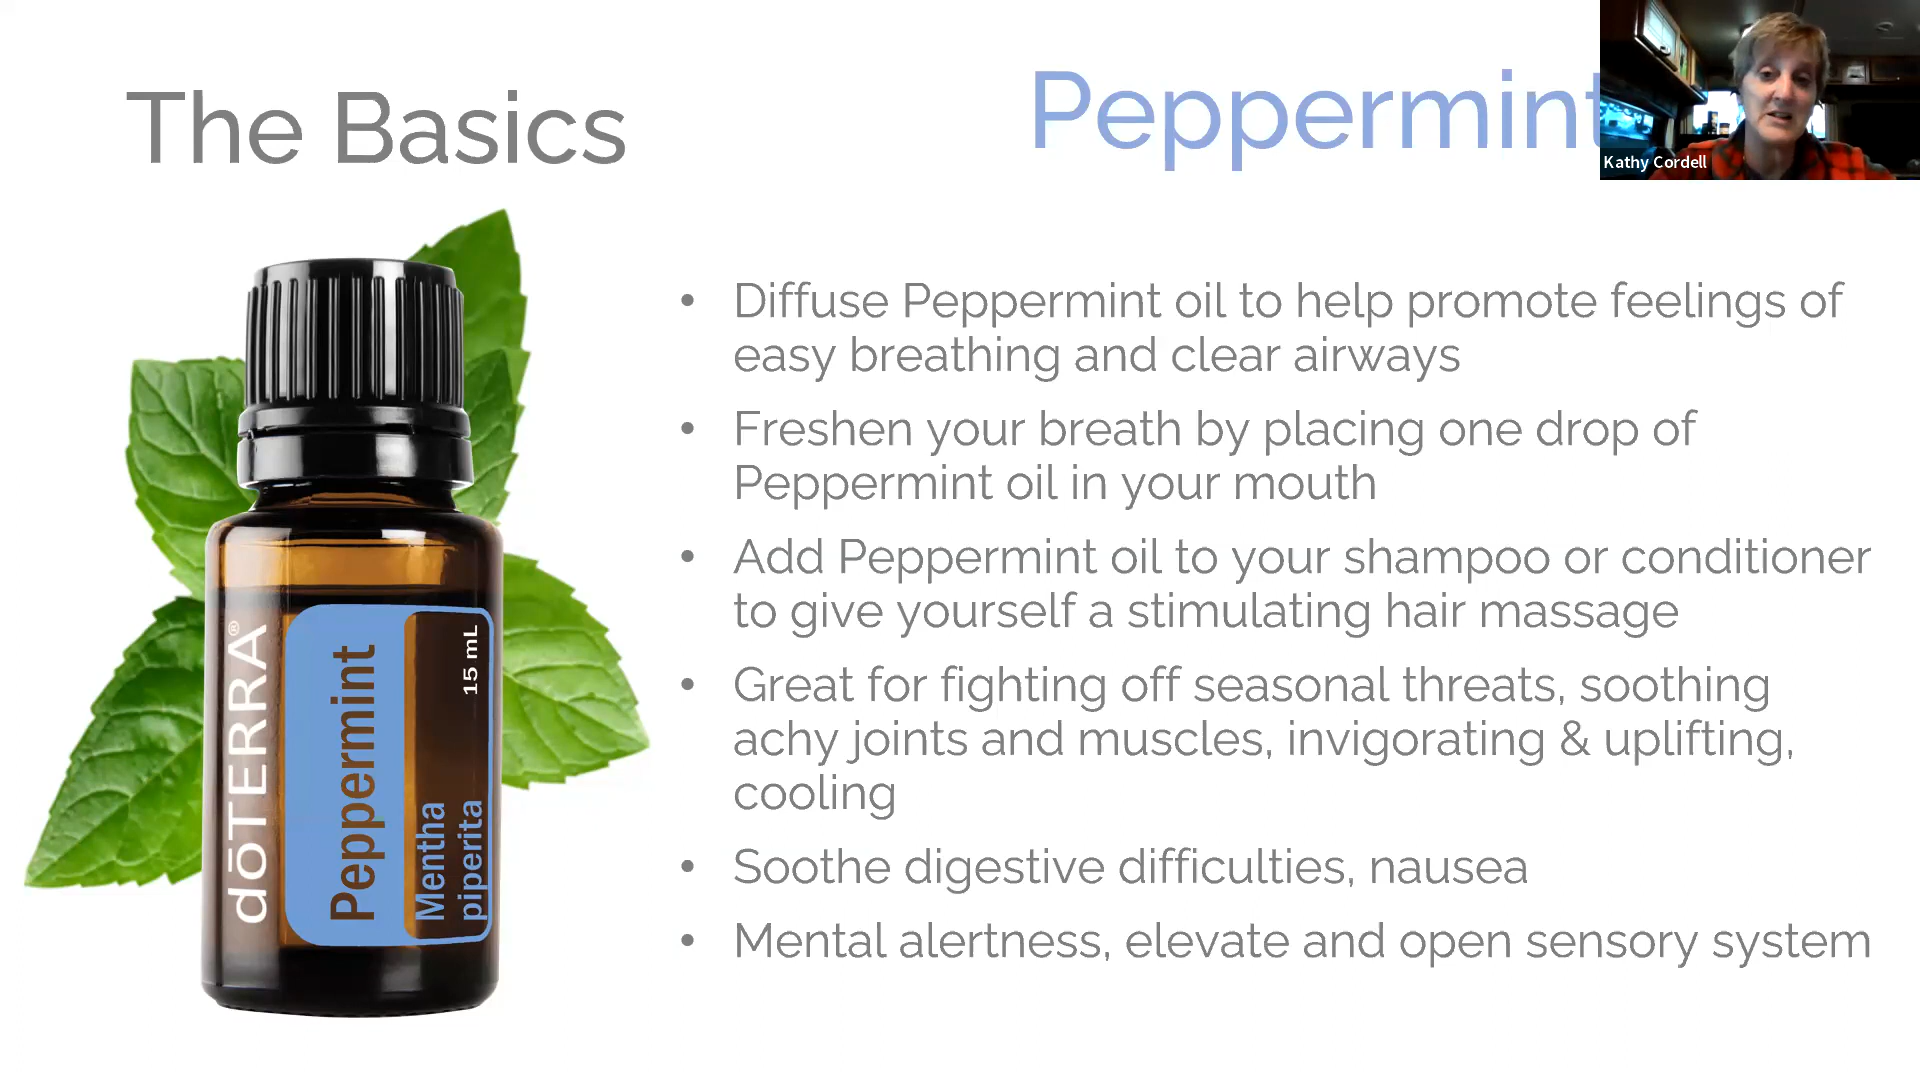 The Basics
Peppermint
Kathy Cordell
• Diffuse Peppermint oil to help promote feelings of
easy breathing and clear airways
• Freshen your breath by placing one drop of
Peppermint oil in your mouth
• Add Peppermint oil to your shampoo or conditioner
to give yourself a stimulating hair massage
• Great for fighting off seasonal threats, soothing
achy joints and muscles, invigorating & uplifting,
cooling
• Soothe digestive difficulties, nausea
• Mental alertness, elevate and open sensory system
dōTERRA®
Peppermint
Mentha
piperita
15 mL